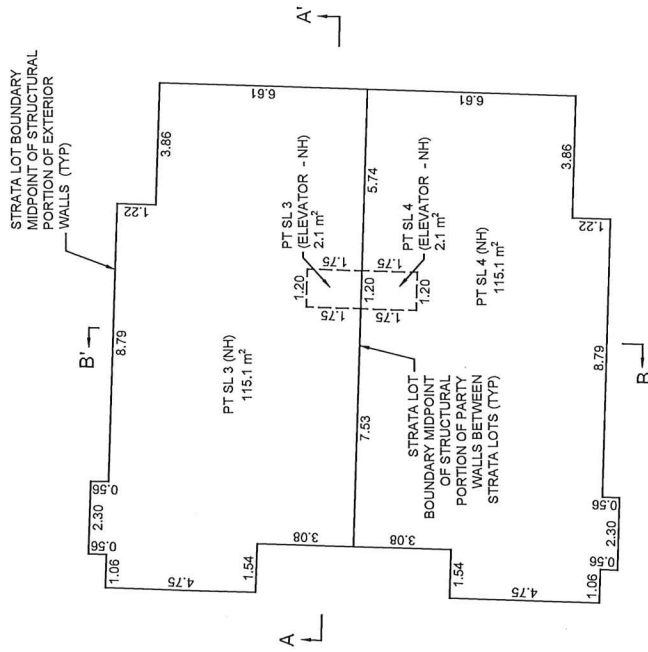 A'
STRATA LOT BOUNDARY
MIDPOINT OF STRUCTURAL
PORTION OF EXTERIOR
WALLS (TYP)
3.86
1.22
6.61
B'
8.79
PT SL 3
(ELEVATOR - NH)
2.1 m²
5.74
1.20
1.75
1.75
PT SL 3 (NH)
115.1 m²
1.20
PT SL 4
(ELEVATOR - NH)
2.1 m²
1.75
1.75
1.20
6.61
3.86
1.22
PT SL 4 (NH)
115.1 m²
7.53
STRATA LOT
BOUNDARY MIDPOINT
OF STRUCTURAL
PORTION OF PARTY
WALLS BETWEEN
STRATA LOTS (TYP)
8.79
B
0.56
2.30
0.56
1.06
4.75
1.54
3.08
3.08
1.54
4.75
1.06
0.56
2.30
0.56
A